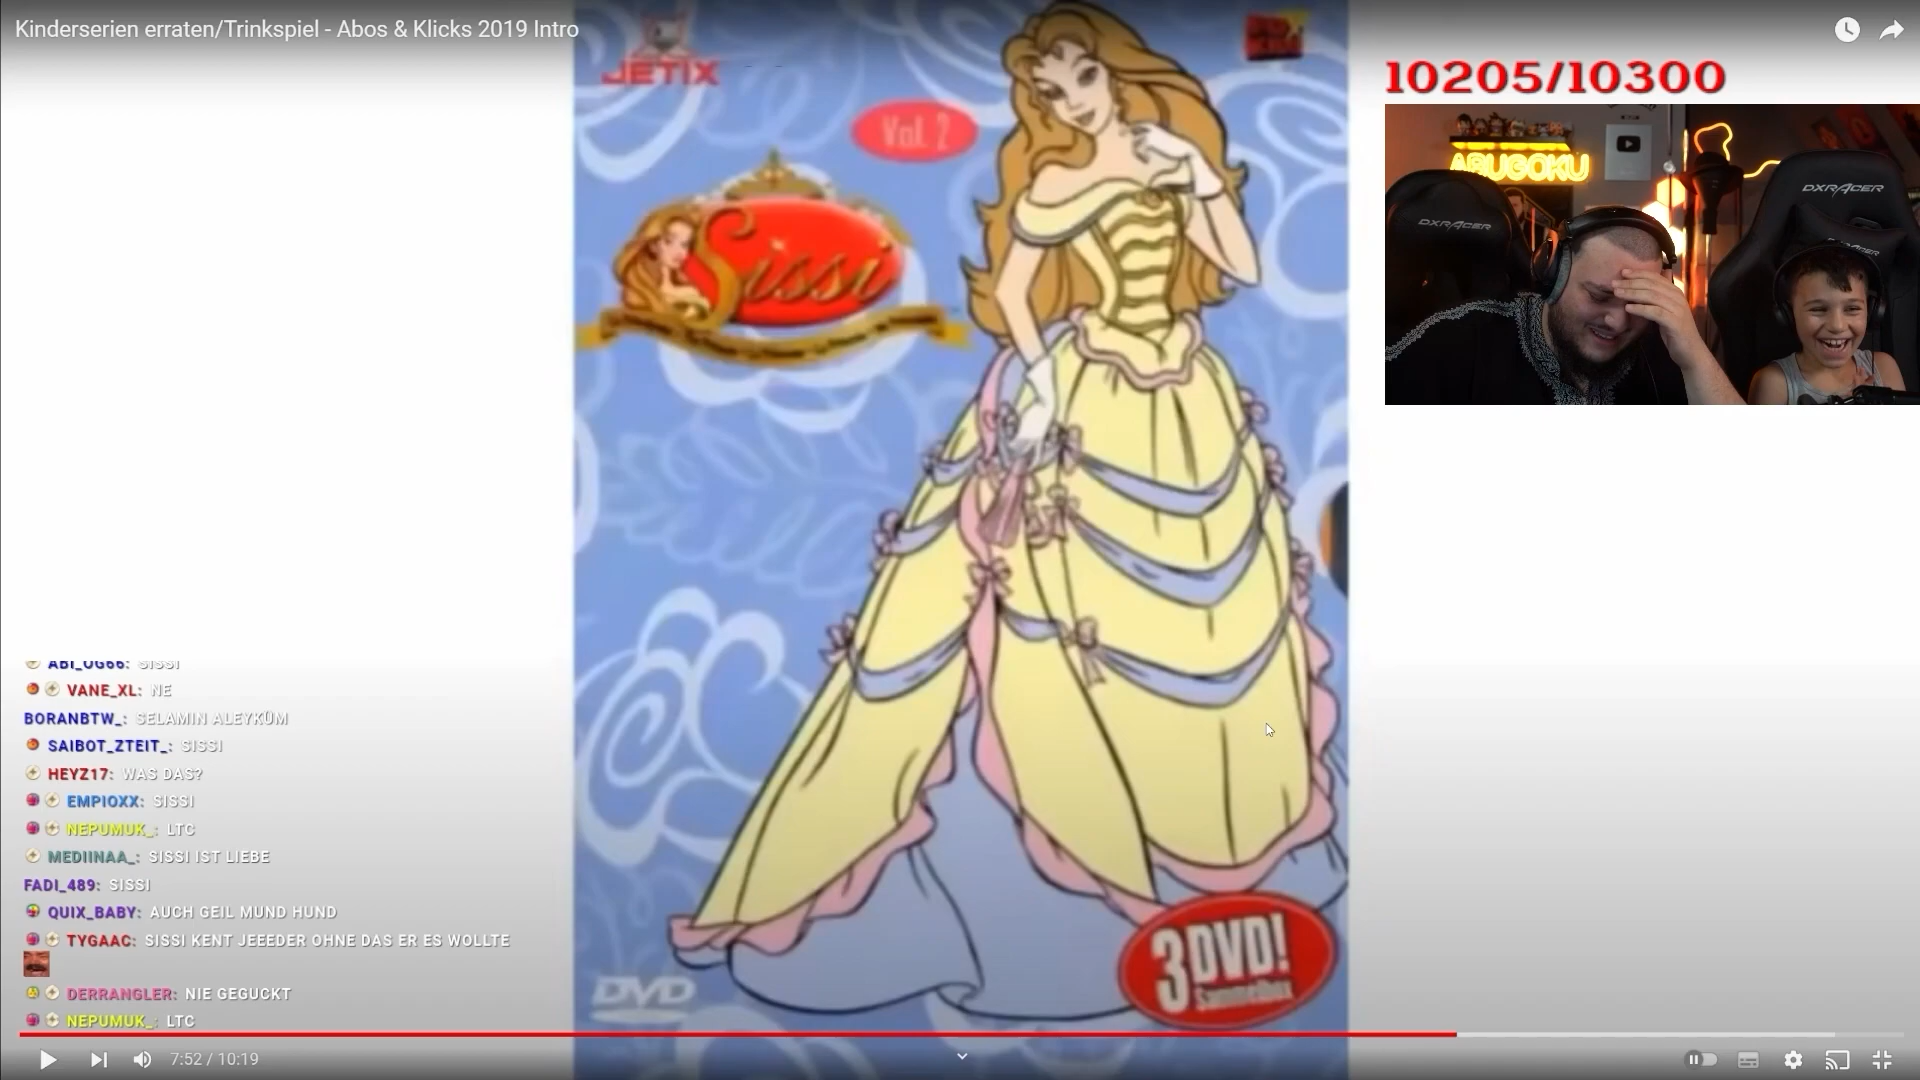 Kinderserien erraten/Trinkspiel - Abos & Klicks 2019 Intro
JETIX
10205/10300
Vol. 2
ABUGOKU
DXRACER
DXRACER
Sissi
ABI_OG66: SISSI
VANE_XL: NE
BORANBTW_: SELAMIN ALEYKÜM
SAIBOT_ZTEIT_: SISSI
HEYZ17: WAS DAS?
EMPIOXX: SISSI
NEPUMUK_: LTC
MEDIINAA_: SISSI IST LIEBE
FADI_489: SISSI
QUIX_BABY: AUCH GEIL MUND HUND
TYGAAC: SISSI KENT JEEEDER OHNE DAS ER ES WOLLTE
DERRANGLER: NIE GEGUCKT
NEPUMUK_: LTC
3DVD!
Sammelbox
DVD
7:52 / 10:19